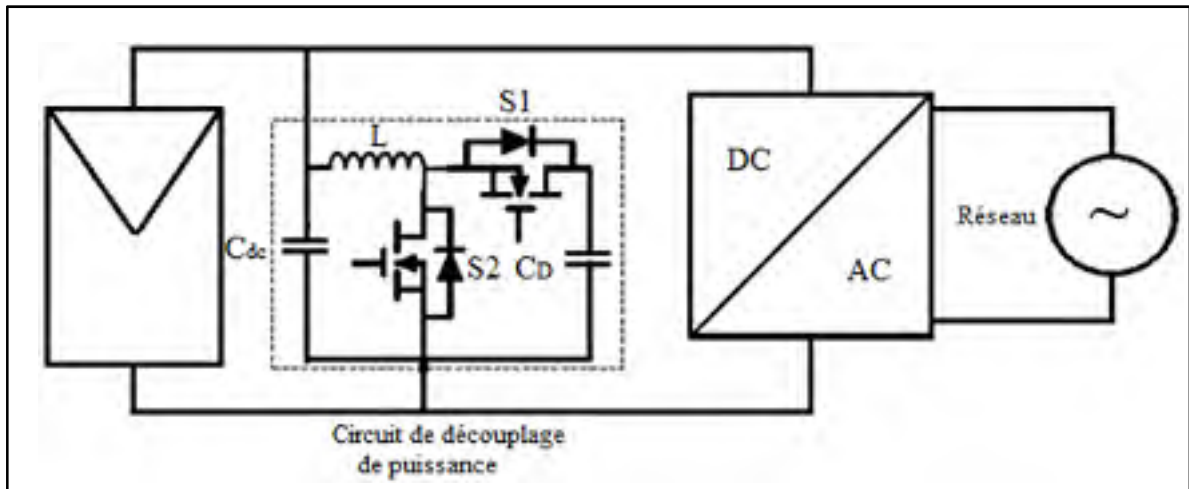 S1
L
DC
Réseau
~
Cdc
S2
CD
AC
Circuit de découplage
de puissance